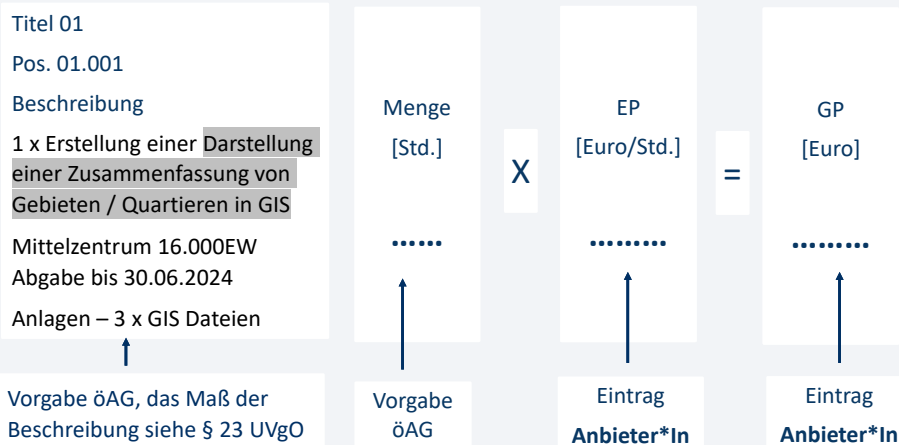 Titel 01
Pos. 01.001
Beschreibung
1 x Erstellung einer Darstellung
einer Zusammenfassung von
Gebieten / Quartieren in GIS
Mittelzentrum 16.000EW
Abgabe bis 30.06.2024
Anlagen – 3 x GIS Dateien
Vorgabe öAG, das Maß der
Beschreibung siehe § 23 UVgO
Menge
[Std.]
......
Vorgabe
öAG
X
EP
[Euro/Std.]
.........
Eintrag
Anbieter*In
=
GP
[Euro]
.........
Eintrag
Anbieter*In